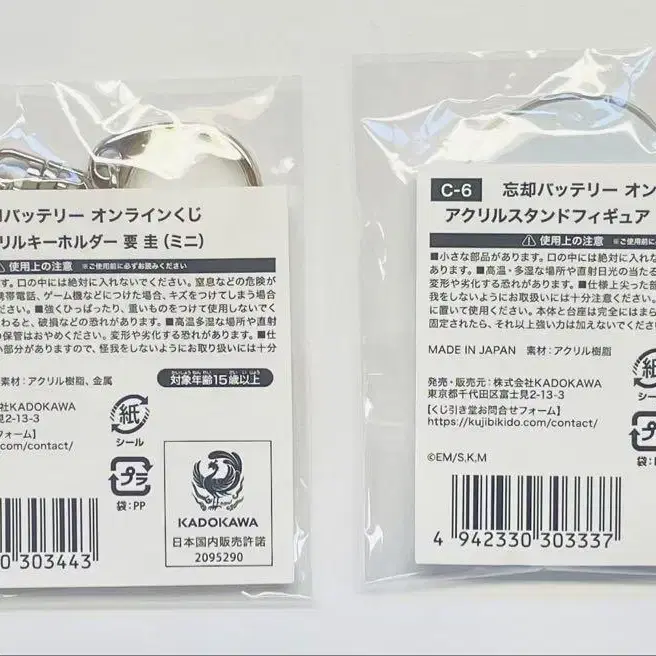 却バッテリー オンラインくじ
リルキーホルダー 要 圭（ミニ）
使用上の注意 ※ご使用前に必ずお読みください
す。口の中には絶対に入れないでください。窒息などの危険が
携帯電話、ゲーム機などにつけた場合、キズをつけてしまう場合
■強くひっぱったり、重いものをつけて使用しないでく
わると、破損などの恐れがあります。■高温多湿な場所や直射
の保管はおやめください。変形や劣化する恐れがあります。■仕
い部分がありますので、怪我をしないようにお取り扱いには十分
素材：アクリル樹脂、金属
たいしょうねんれい さい いじょう
対象年齢15歳以上
社KADOKAWA
見2-13-3
フォーム】
o.com/contact/
紙
シール
プラ
袋：PP
KADOKAWA
日本国内販売許諾
2095290
0 303443
C-6 忘却バッテリー オン
アクリルスタンドフィギュア
使用上の注意 ※ご使用前に
■小さな部品があります。口の中には絶対に入れな
あります。■高温・多湿な場所や直射日光の当たる
変形や劣化する恐れがあります。■仕様上尖った部
我をしないようにお取扱いには十分注意ください。
に置いて使用ください。本体と台座は完全にはまら
固定されたら、それ以上強い力は加えないでください
MADE IN JAPAN 素材：アクリル樹脂
発売・販売元：株式会社KADOKAWA
東京都千代田区富士見2-13-3
【くじ引き堂お問合せフォーム】
https://kujibikido.com/contact/
©EM/S.K.M
袋：
4 942330 303337